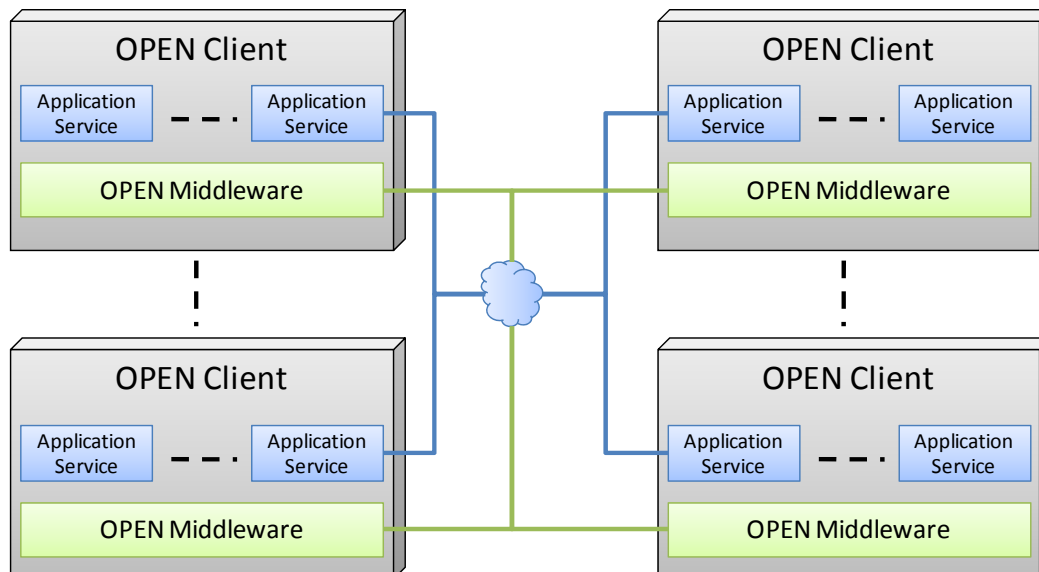 OPEN Client
Application
Service
Application
Service
OPEN Middleware
OPEN Client
Application
Service
Application
Service
OPEN Middleware
OPEN Client
Application
Service
Application
Service
OPEN Middleware
OPEN Client
Application
Service
Application
Service
OPEN Middleware